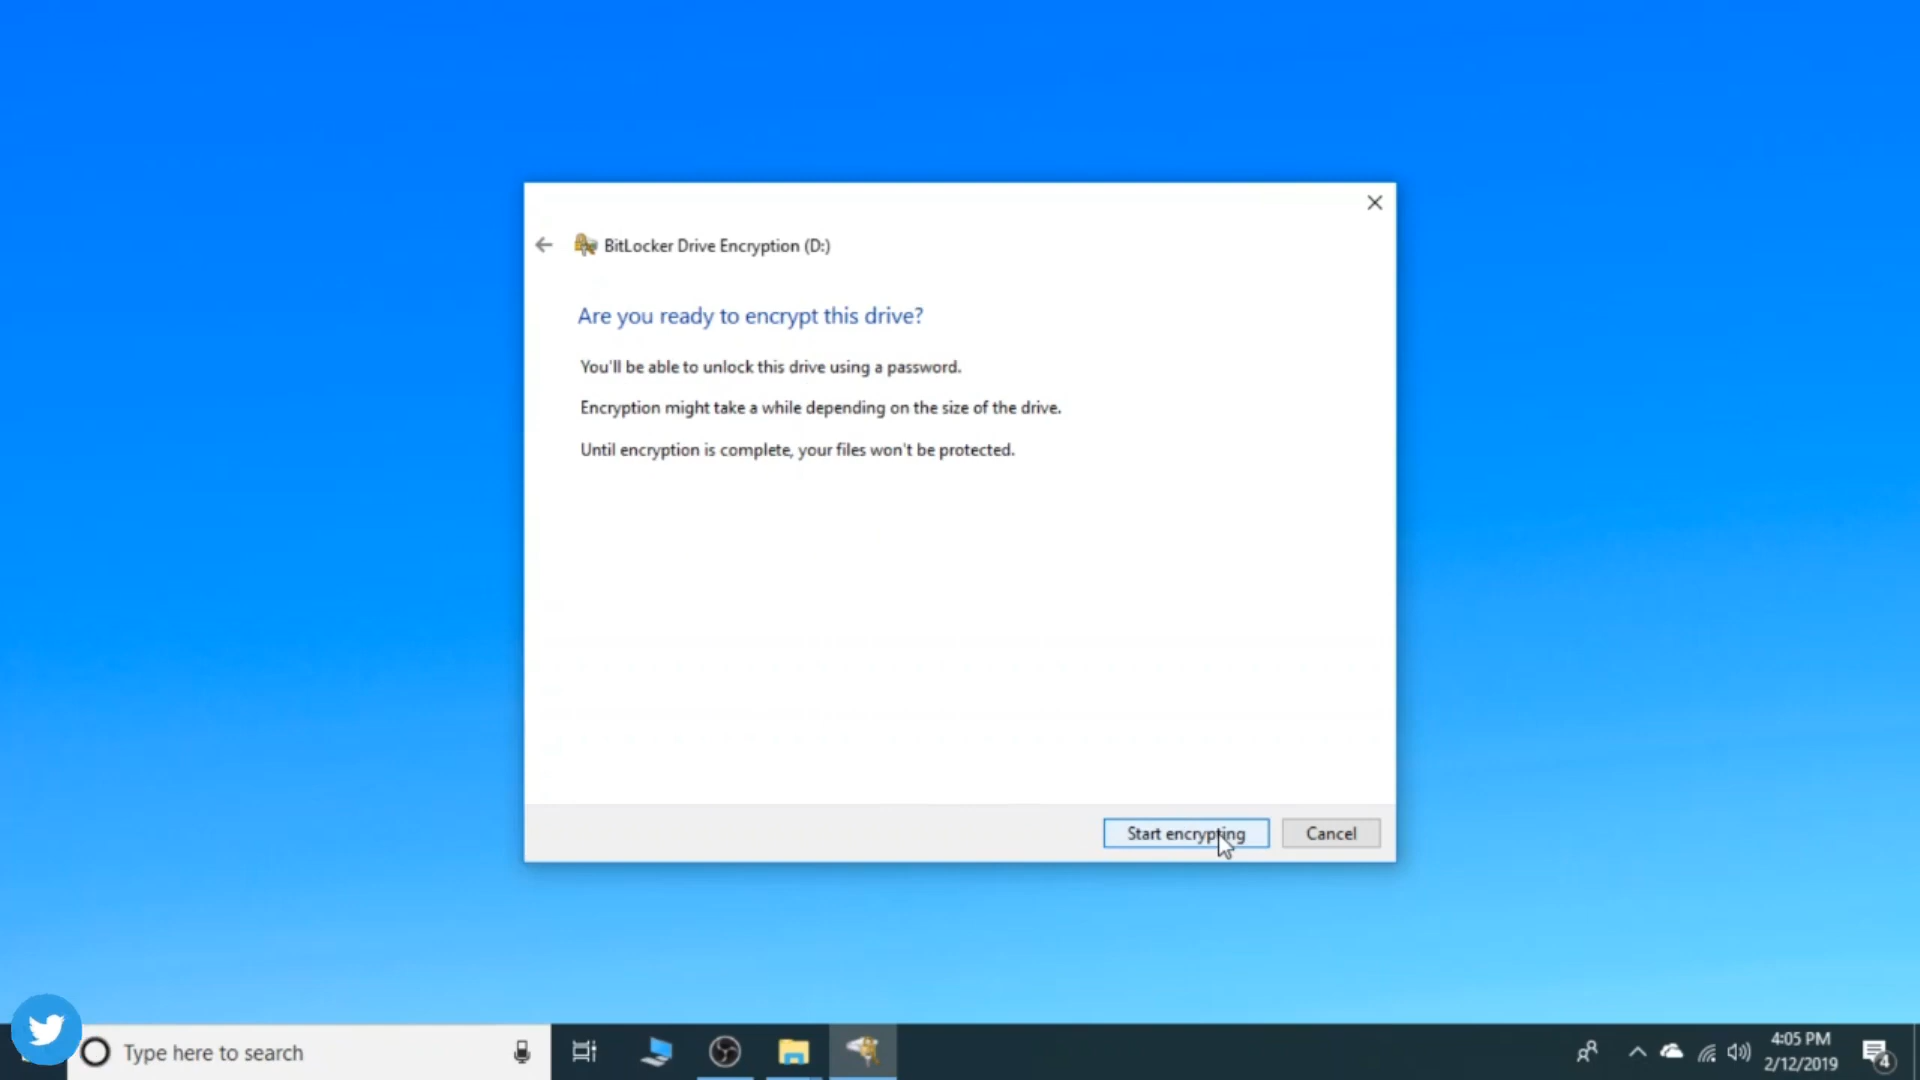 BitLocker Drive Encryption (D:)
Are you ready to encrypt this drive?
You'll be able to unlock this drive using a password.
Encryption might take a while depending on the size of the drive.
Until encryption is complete, your files won't be protected.
Start encrypting
Cancel
Type here to search
4:05 PM
2/12/2019
4